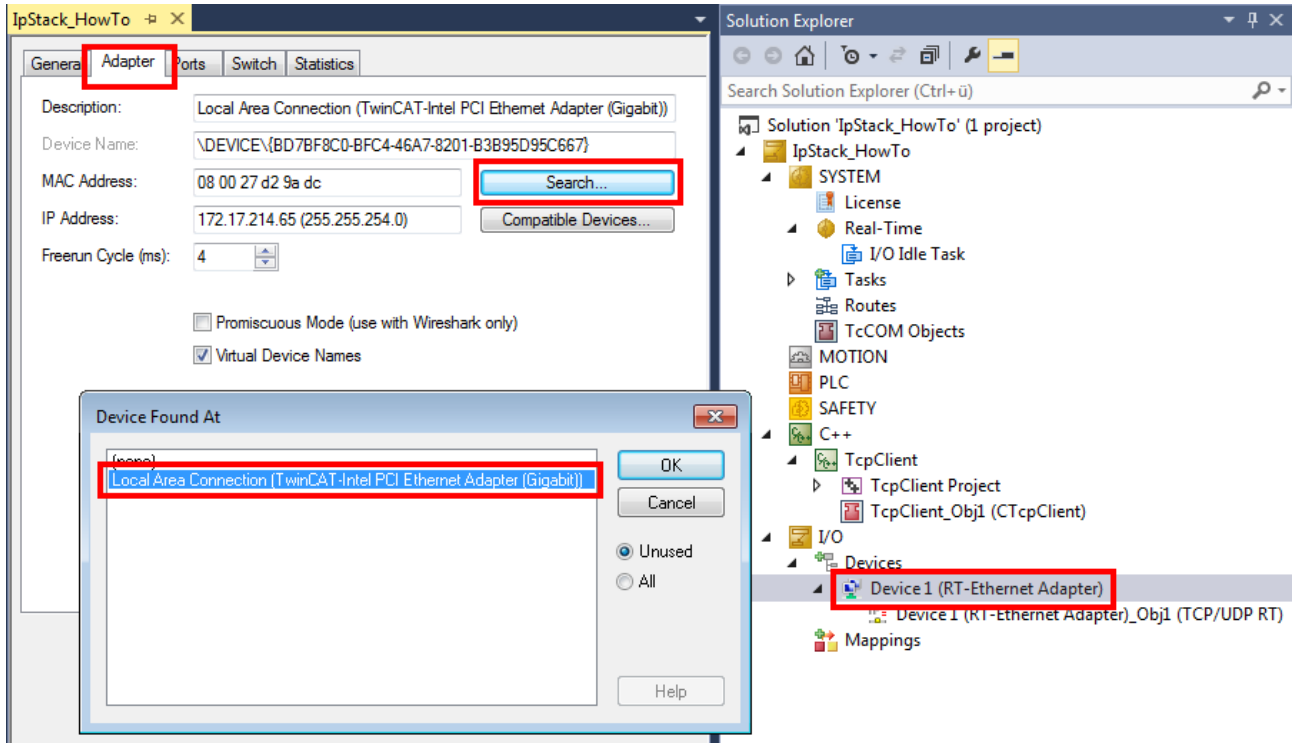 IpStack_HowTo
General Adapter Ports Switch Statistics
Description: Local Area Connection (TwinCAT-Intel PCI Ethernet Adapter (Gigabit))
Device Name: \DEVICE\{BD7BF8C0-BFC4-46A7-8201-B3B95D95C667}
MAC Address: 08 00 27 d2 9a dc Search...
IP Address: 172.17.214.65 (255.255.254.0) Compatible Devices...
Freerun Cycle (ms): 4
Promiscuous Mode (use with Wireshark only)
Virtual Device Names
Device Found At
(none)
Local Area Connection (TwinCAT-Intel PCI Ethernet Adapter (Gigabit))
OK
Cancel
Unused
All
Help
Solution Explorer
Search Solution Explorer (Ctrl+ü)
Solution 'IpStack_HowTo' (1 project)
IpStack_HowTo
SYSTEM
License
Real-Time
I/O Idle Task
Tasks
Routes
TcCOM Objects
MOTION
PLC
SAFETY
C++
TcpClient
TcpClient Project
TcpClient_Obj1 (CTcpClient)
I/O
Devices
Device 1 (RT-Ethernet Adapter)
Device 1 (RT-Ethernet Adapter)_Obj1 (TCP/UDP RT)
Mappings